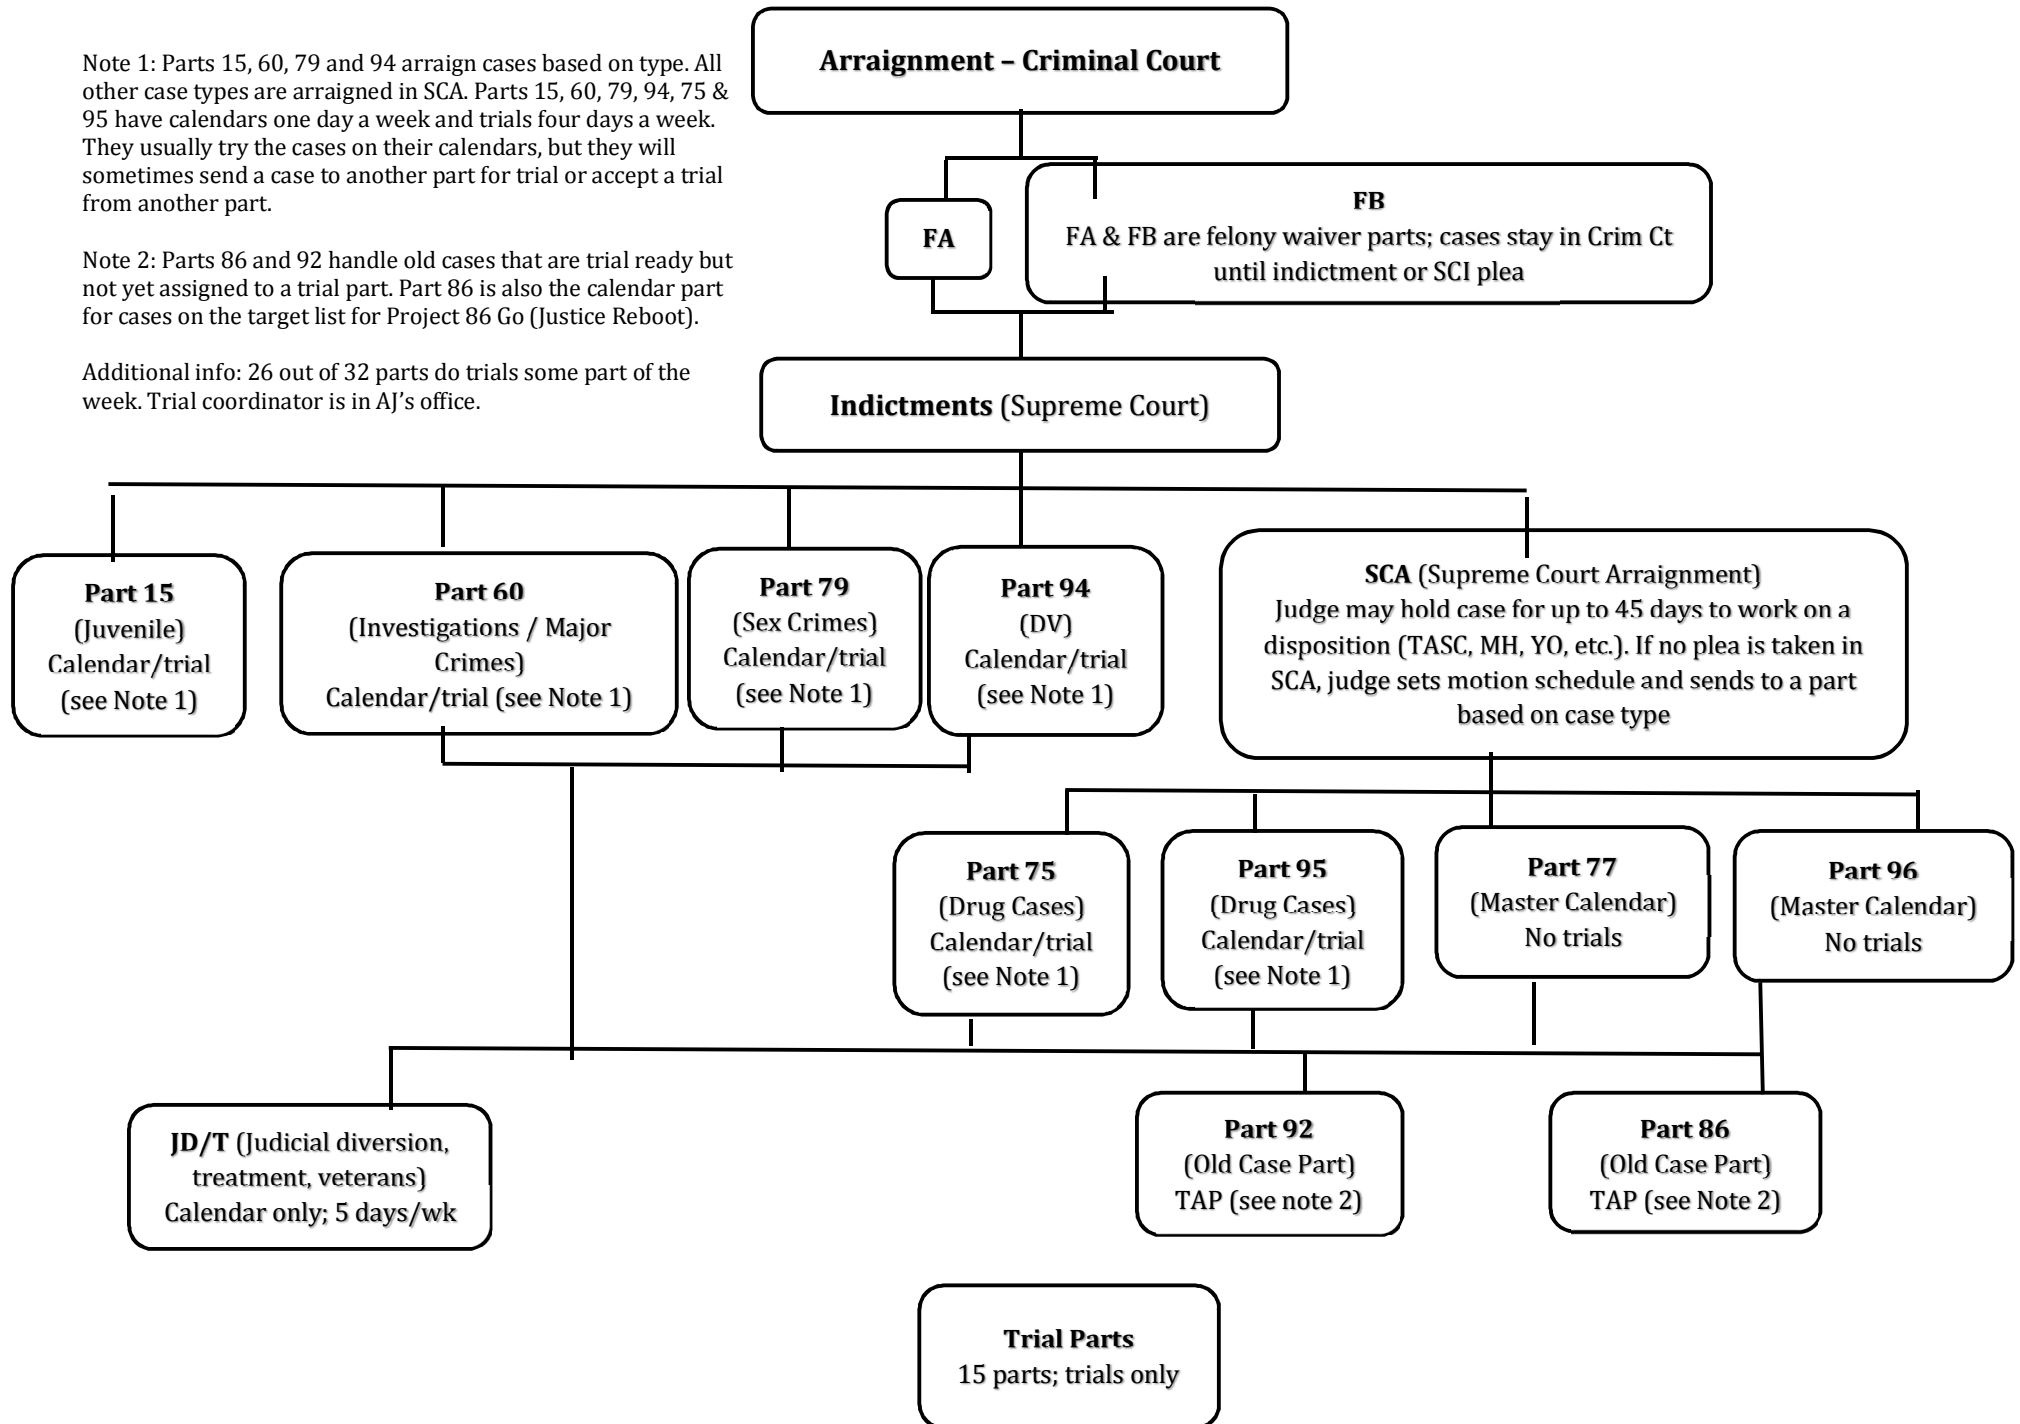 Note 1: Parts 15, 60, 79 and 94 arraign cases based on type. All
other case types are arraigned in SCA. Parts 15, 60, 79, 94, 75 &
95 have calendars one day a week and trials four days a week.
They usually try the cases on their calendars, but they will
sometimes send a case to another part for trial or accept a trial
from another part.
Note 2: Parts 86 and 92 handle old cases that are trial ready but
not yet assigned to a trial part. Part 86 is also the calendar part
for cases on the target list for Project 86 Go (Justice Reboot).
Additional info: 26 out of 32 parts do trials some part of the
week. Trial coordinator is in AJ’s office.
Arraignment – Criminal Court
FA
FB
FA & FB are felony waiver parts; cases stay in Crim Ct
until indictment or SCI plea
Indictments (Supreme Court)
Part 15
(Juvenile)
Calendar/trial
(see Note 1)
Part 60
(Investigations / Major
Crimes)
Calendar/trial (see Note 1)
Part 79
(Sex Crimes)
Calendar/trial
(see Note 1)
Part 94
(DV)
Calendar/trial
(see Note 1)
SCA (Supreme Court Arraignment)
Judge may hold case for up to 45 days to work on a
disposition (TASC, MH, YO, etc.). If no plea is taken in
SCA, judge sets motion schedule and sends to a part
based on case type
Part 75
(Drug Cases)
Calendar/trial
(see Note 1)
Part 95
(Drug Cases)
Calendar/trial
(see Note 1)
Part 77
(Master Calendar)
No trials
Part 96
(Master Calendar)
No trials
JD/T (Judicial diversion,
treatment, veterans)
Calendar only; 5 days/wk
Part 92
(Old Case Part)
TAP (see note 2)
Part 86
(Old Case Part)
TAP (see Note 2)
Trial Parts
15 parts; trials only